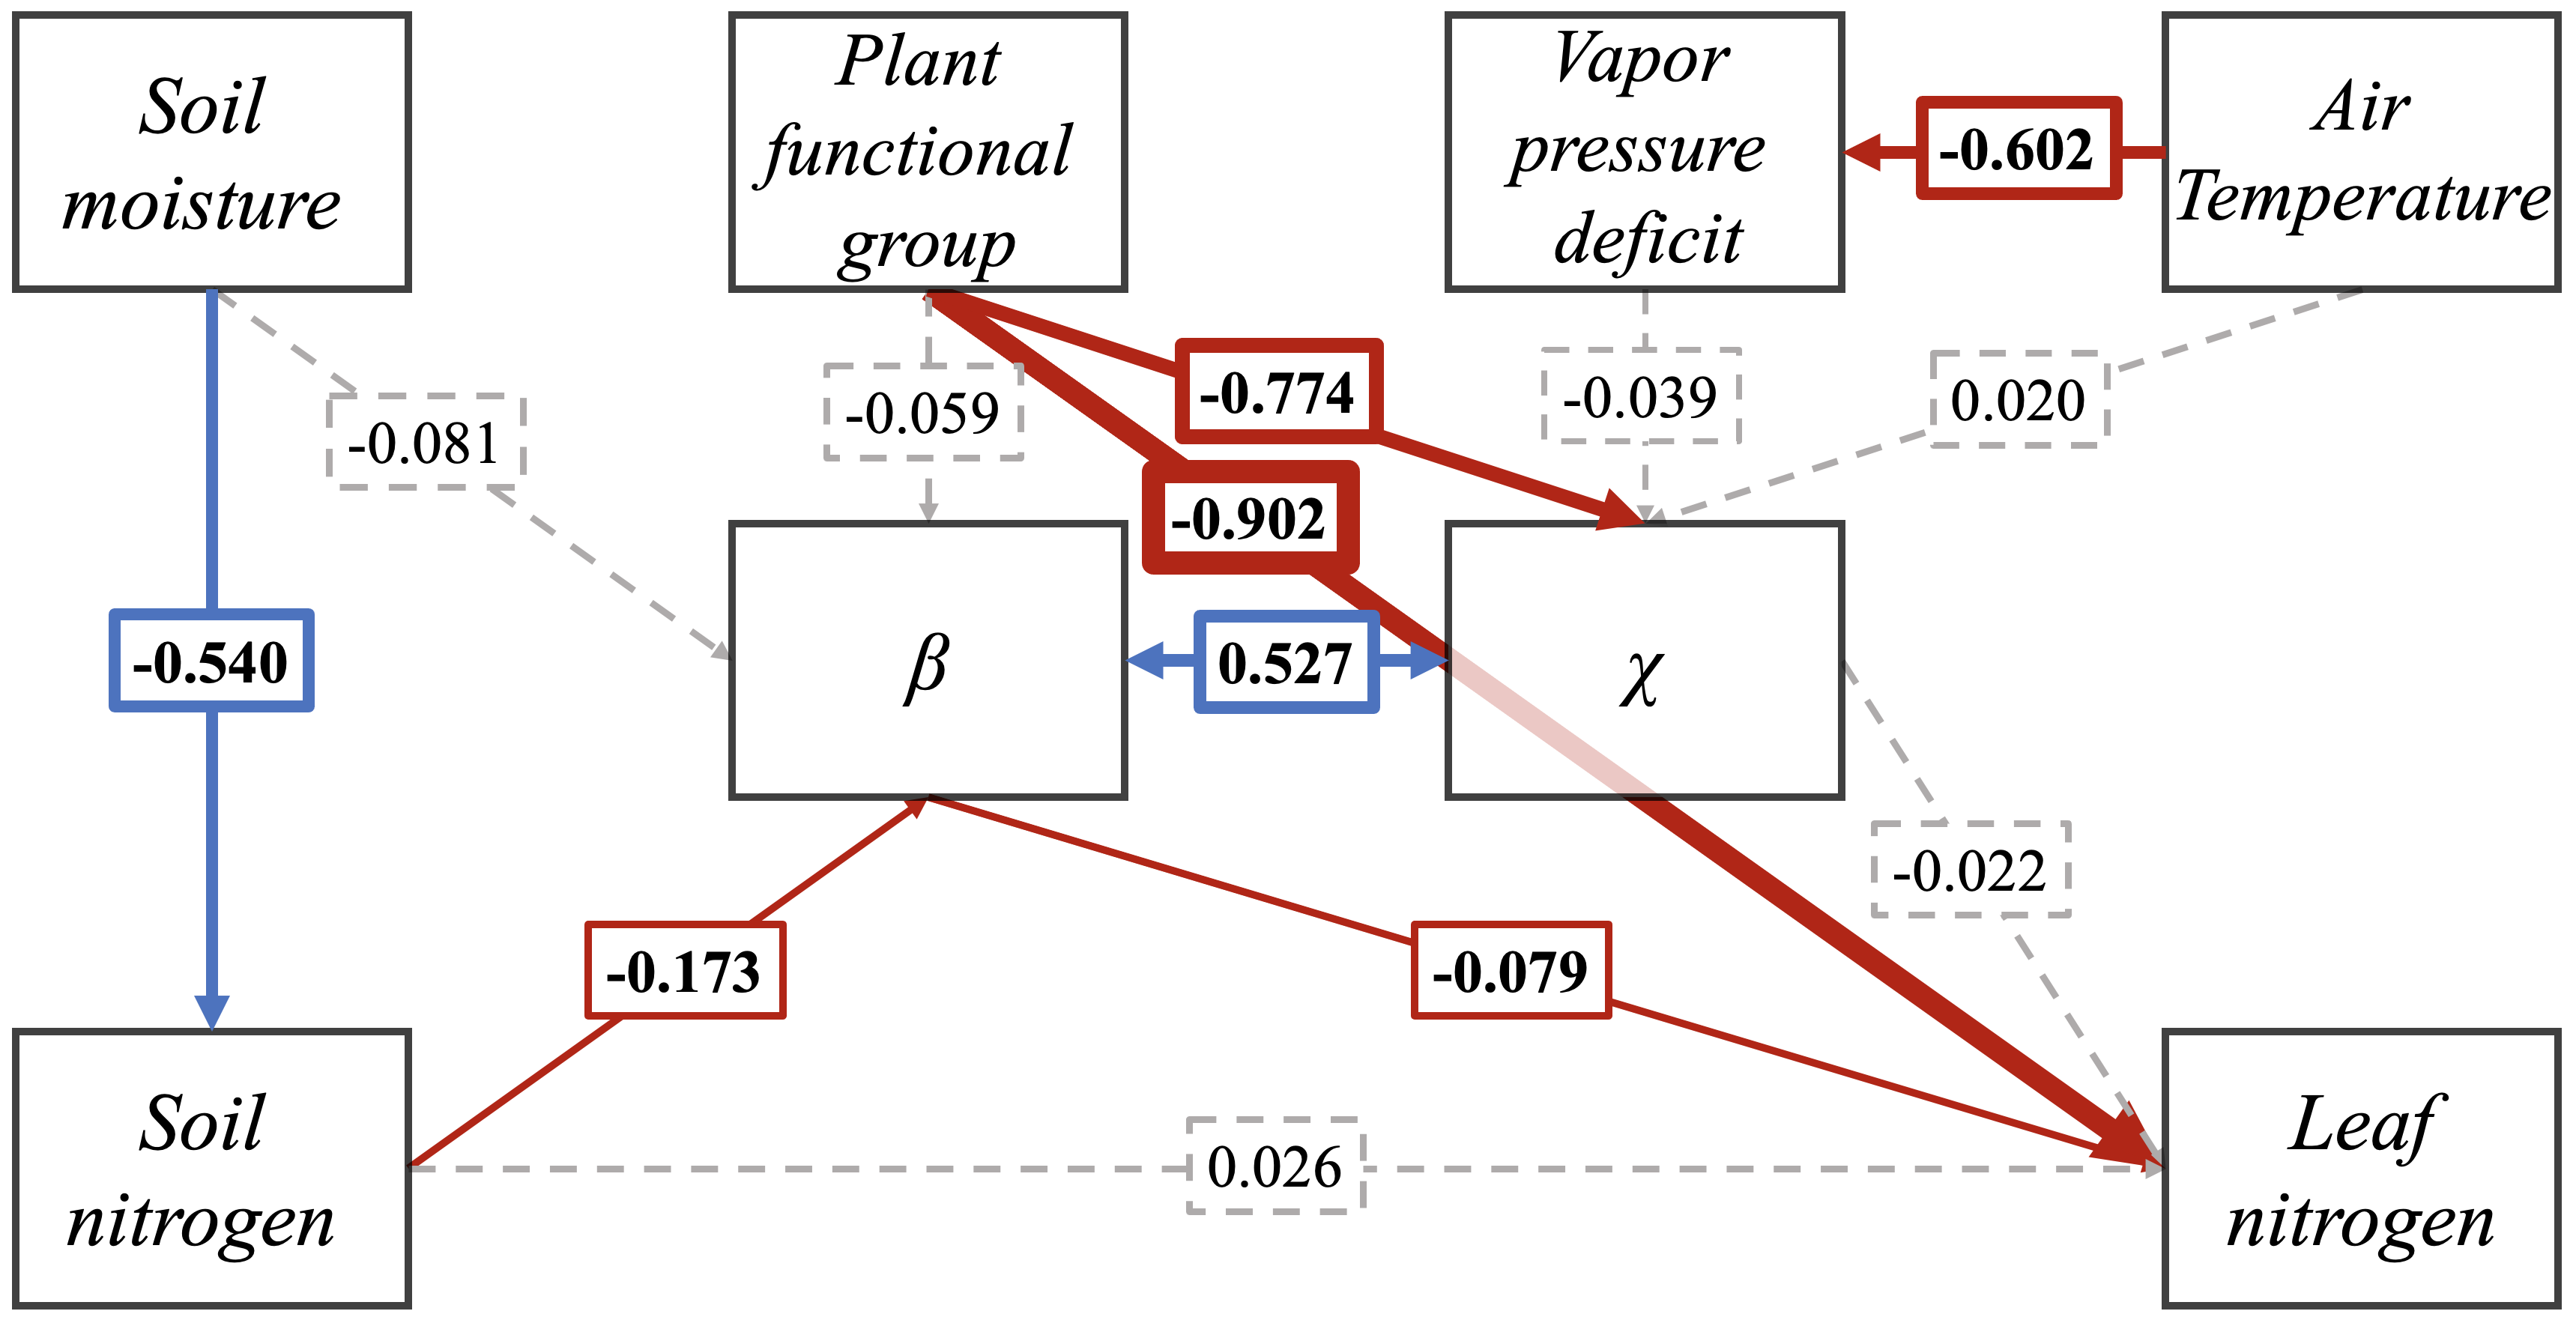 Soil
moisture
Plant
functional
group
Vapor
pressure
deficit
-0.602
Air
Temperature
-0.081
-0.059
-0.774
-0.039
0.020
-0.902
-0.540
β
0.527
χ
-0.022
-0.173
-0.079
Soil
nitrogen
0.026
Leaf
nitrogen